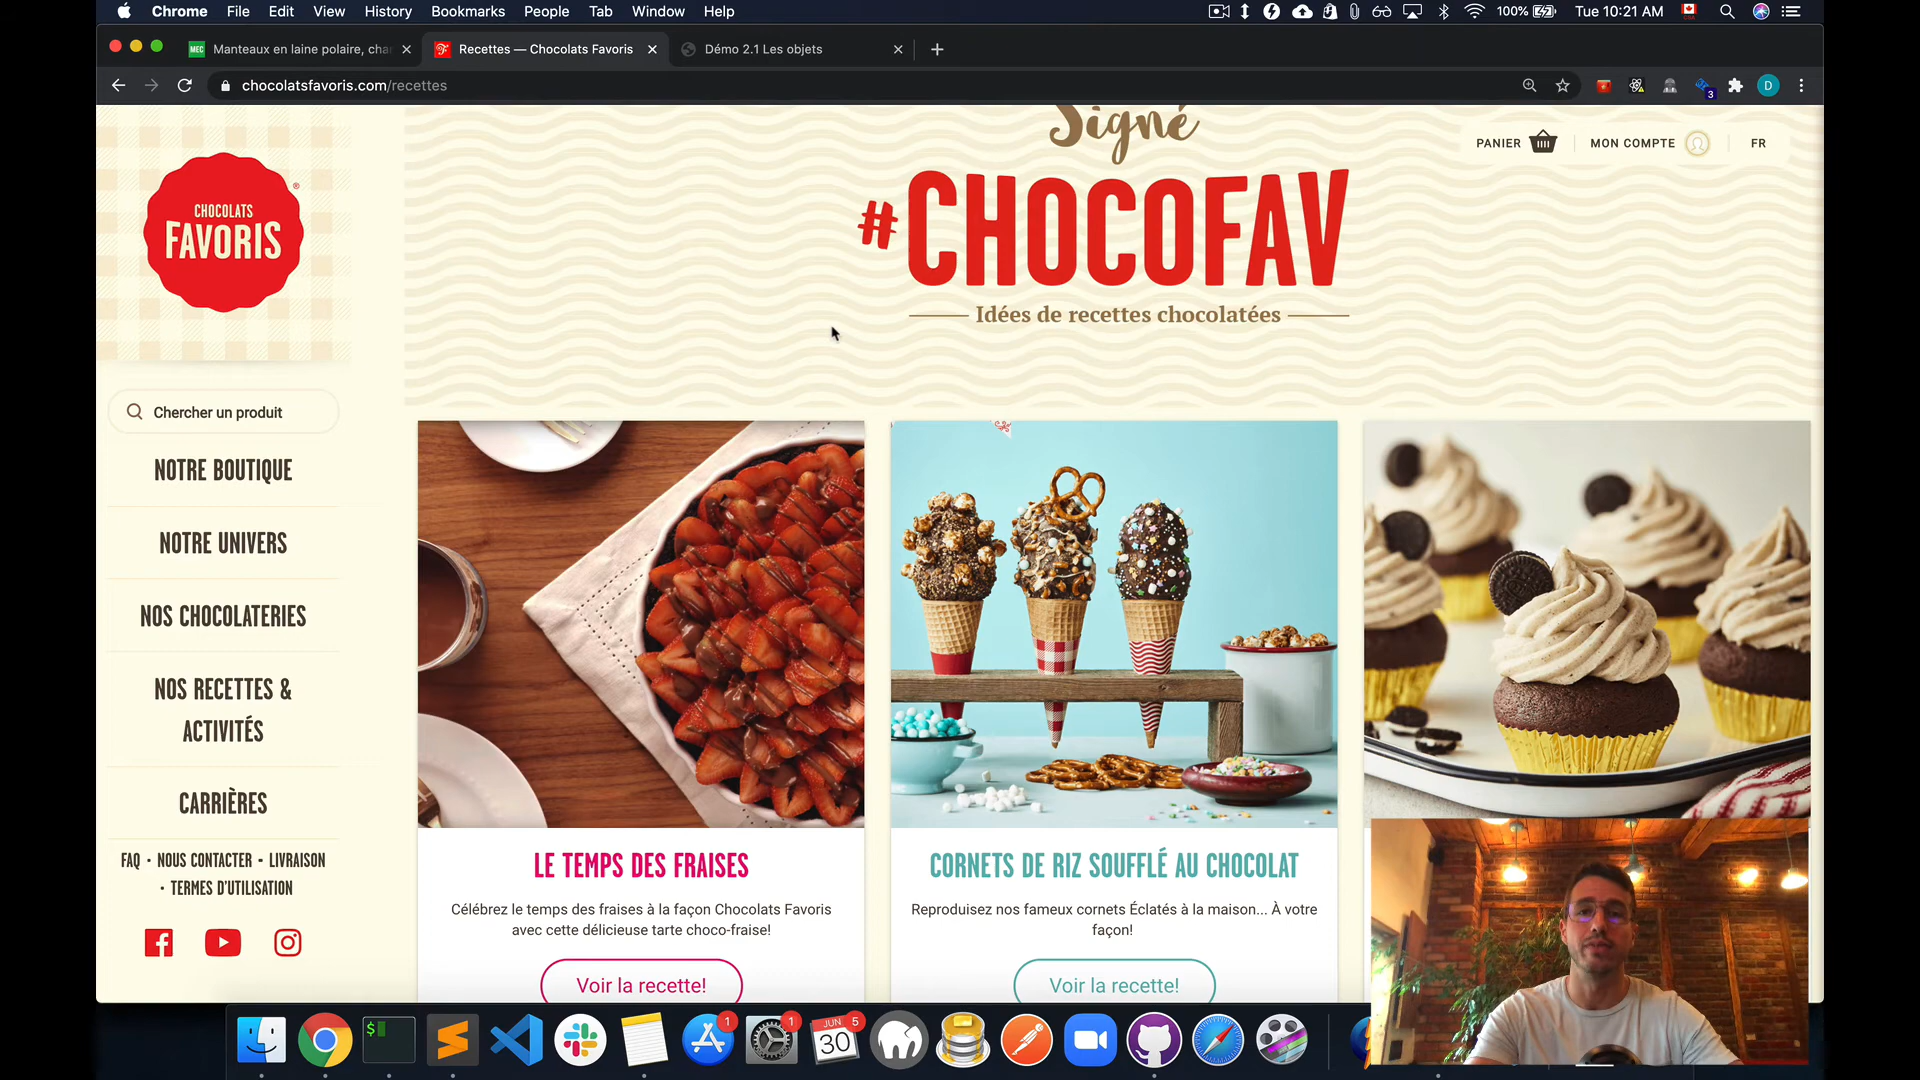 Chrome File Edit View History Bookmarks People Tab Window Help 100% Tue 10:21 AM
MEC Manteaux en laine polaire, cha Recettes — Chocolats Favoris Démo 2.1 Les objets
chocolatsfavoris.com/recettes 3 D
Signé
PANIER MON COMPTE FR
#CHOCOFAV
Idées de recettes chocolatées
CHOCOLATS
FAVORIS
Chercher un produit
NOTRE BOUTIQUE
NOTRE UNIVERS
NOS CHOCOLATERIES
NOS RECETTES &
ACTIVITÉS
CARRIÈRES
FAQ • NOUS CONTACTER • LIVRAISON
• TERMES D'UTILISATION
LE TEMPS DES FRAISES
Célébrez le temps des fraises à la façon Chocolats Favoris
avec cette délicieuse tarte choco-fraise!
Voir la recette!
CORNETS DE RIZ SOUFFLÉ AU CHOCOLAT
Reproduisez nos fameux cornets Éclatés à la maison... À votre
façon!
Voir la recette!
$ 1 1 JUN 5
30